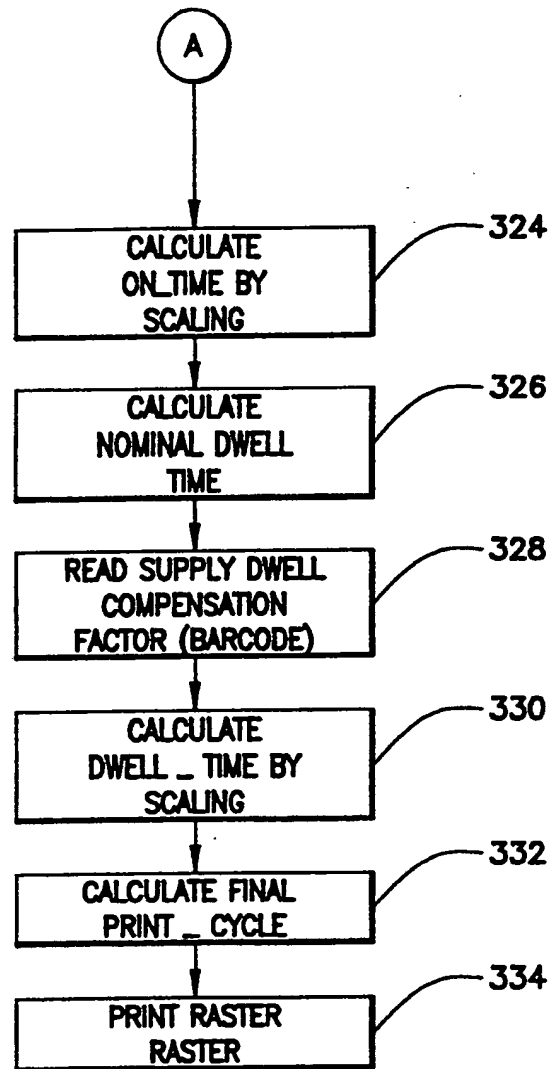 A
CALCULATE
ON_TIME BY
SCALING
324
CALCULATE
NOMINAL DWELL
TIME
326
READ SUPPLY DWELL
COMPENSATION
FACTOR (BARCODE)
328
CALCULATE
DWELL _ TIME BY
SCALING
330
CALCULATE FINAL
PRINT _ CYCLE
332
PRINT RASTER
RASTER
334